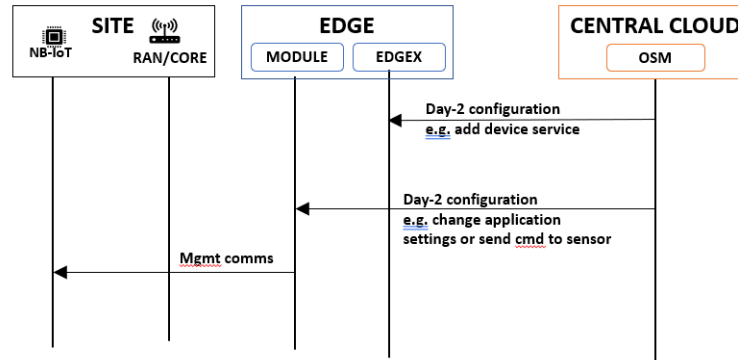 SITE
NB-IoT
RAN/CORE
EDGE
MODULE
EDGEX
CENTRAL CLOUD
OSM
Day-2 configuration
e.g. add device service
Day-2 configuration
e.g. change application
settings or send cmd to sensor
Mgmt comms